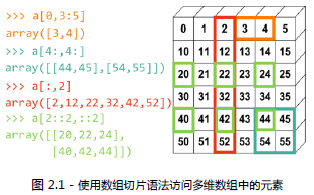 >>> a[0,3:5]
array([3,4])
>>> a[4:,4:]
array([[44,45],[54,55]])
>>> a[:,2]
array([2,12,22,32,42,52])
>>> a[2::2,::2]
array([[20,22,24],
[40,42,44]])
0 1 2 3 4 5
10 11 12 13 14 15
20 21 22 23 24 25
30 31 32 33 34 35
40 41 42 43 44 45
50 51 52 53 54 55
图 2.1 - 使用数组切片语法访问多维数组中的元素